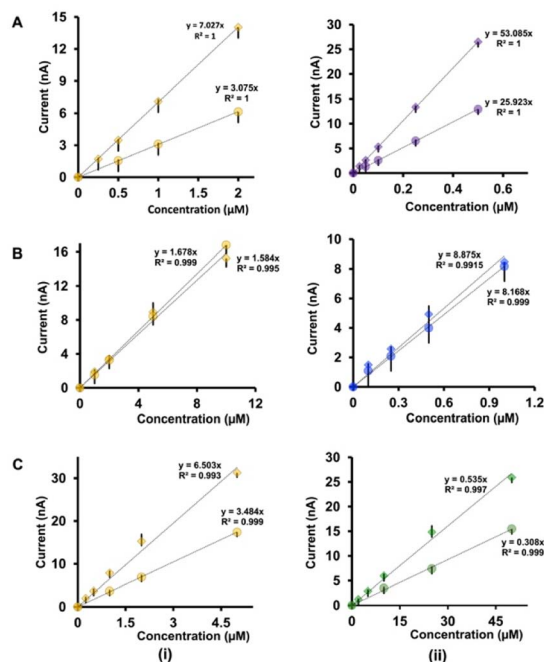 A
Current (nA)
15
12
9
6
3
0
y = 7.027x
R² = 1
y = 3.075x
R² = 1
0 0.5 1 1.5 2
Concentration (µM)
Current (nA)
30
25
20
15
10
5
0
y = 53.085x
R² = 1
y = 25.923x
R² = 1
0 0.2 0.4 0.6
Concentration (µM)
B
Current (nA)
16
12
8
4
0
y = 1.678x
R² = 0.999
y = 1.584x
R² = 0.995
0 4 8 12
Concentration (µM)
Current (nA)
10
8
6
4
2
0
y = 8.875x
R² = 0.9915
y = 8.168x
R² = 0.999
0 0.3 0.6 0.9 1.2
Concentration (µM)
C
Current (nA)
30
20
10
0
y = 6.503x
R² = 0.993
y = 3.484x
R² = 0.999
0 1.5 3 4.5
Concentration (µM)
(i)
Current (nA)
30
25
20
15
10
5
0
y = 0.535x
R² = 0.997
y = 0.308x
R² = 0.999
0 15 30 45
Concentration (µM)
(ii)